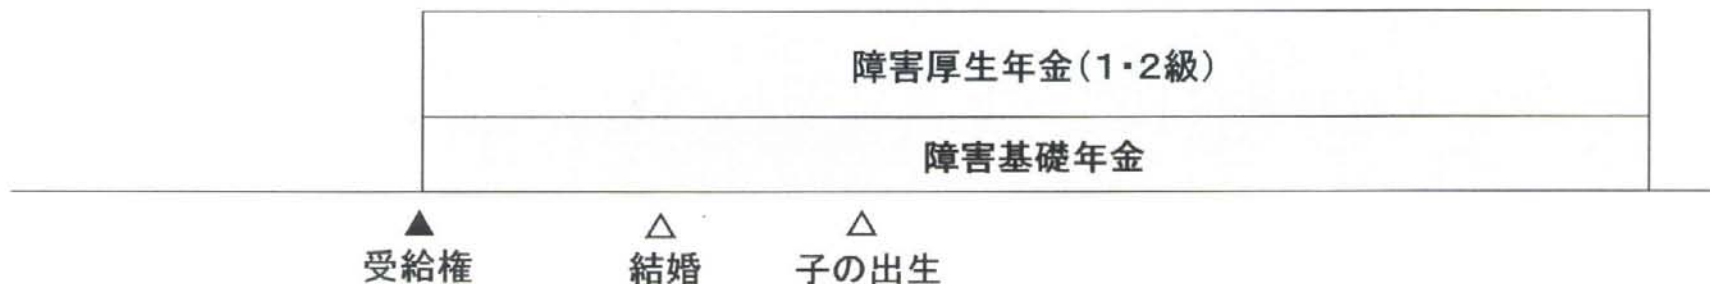 障害厚生年金(1・2級)
障害基礎年金
受給権
結婚
子の出生